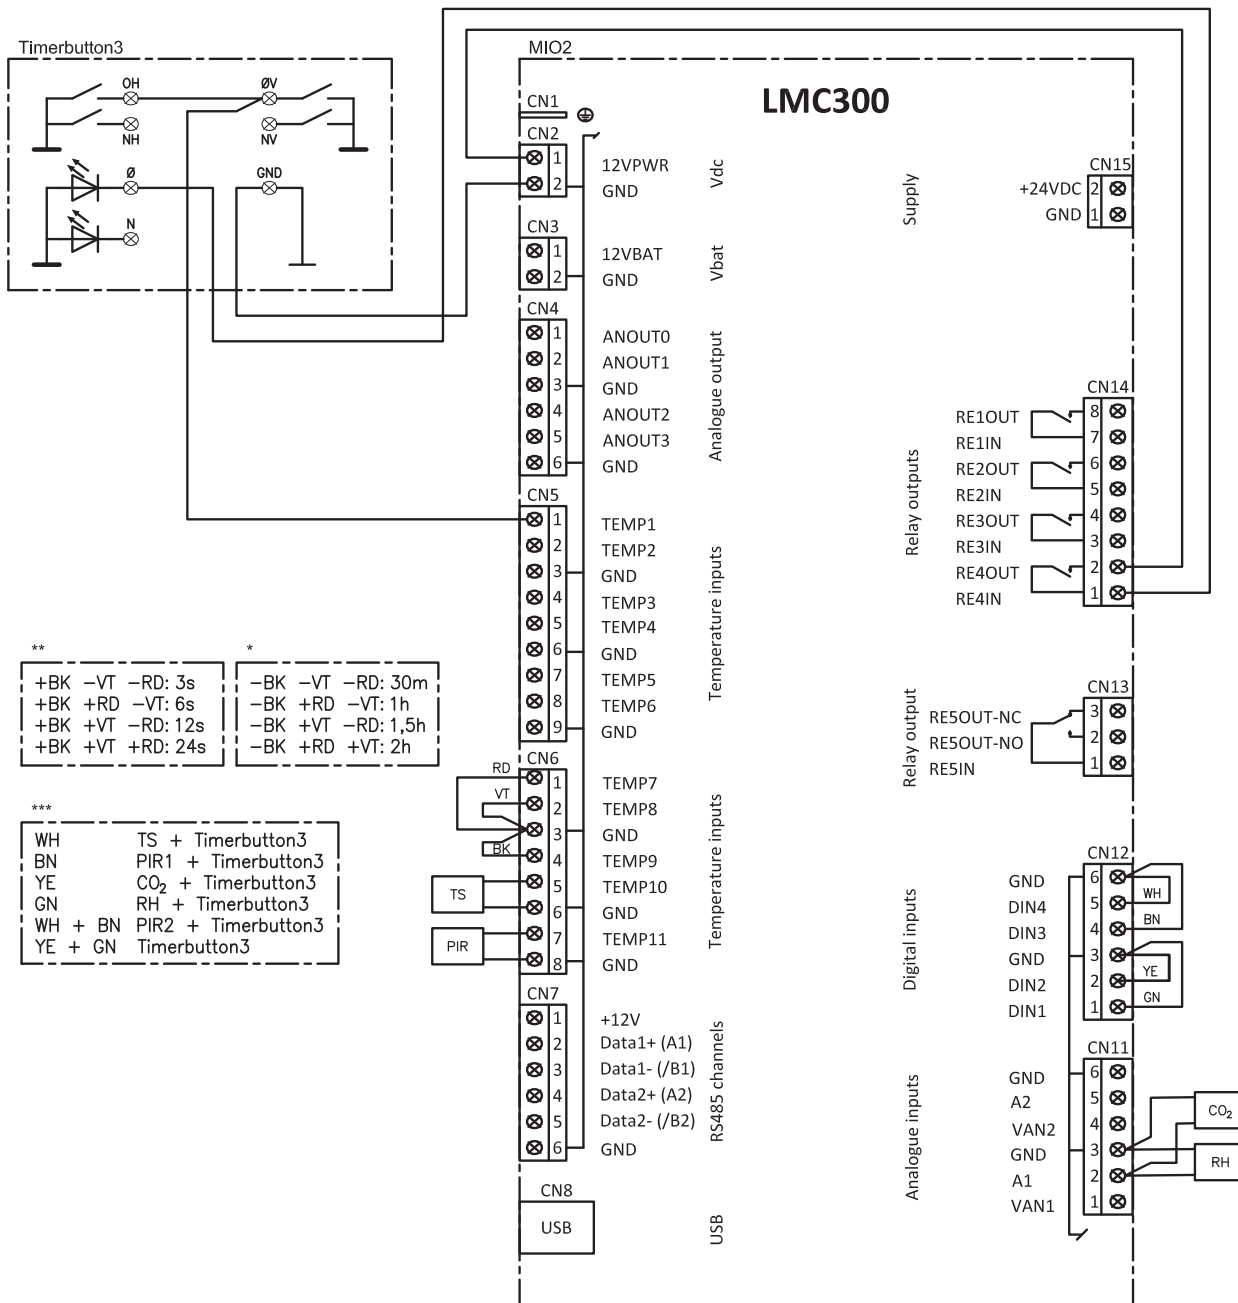 Timerbutton3
OH
ØV
NH
NV
Ø
GND
N
MIO2
LMC300
CN1
CN2
1 12VPWR
2 GND
Vdc
CN3
1 12VBAT
2 GND
Vbat
CN4
1 ANOUT0
2 ANOUT1
3 GND
4 ANOUT2
5 ANOUT3
6 GND
Analogue output
CN5
1 TEMP1
2 TEMP2
3 GND
4 TEMP3
5 TEMP4
6 GND
7 TEMP5
8 TEMP6
9 GND
Temperature inputs
CN6
RD
VT
BK
TS
PIR
1 TEMP7
2 TEMP8
3 GND
4 TEMP9
5 TEMP10
6 GND
7 TEMP11
8 GND
Temperature inputs
CN7
1 +12V
2 Data1+ (A1)
3 Data1- (/B1)
4 Data2+ (A2)
5 Data2- (/B2)
6 GND
RS485 channels
CN8
USB
USB
**
+BK -VT -RD: 3s
+BK +RD -VT: 6s
+BK +VT -RD: 12s
+BK +VT +RD: 24s
*
-BK -VT -RD: 30m
-BK +RD -VT: 1h
-BK +VT -RD: 1,5h
-BK +RD +VT: 2h
***
WH TS + Timerbutton3
BN PIR1 + Timerbutton3
YE CO₂ + Timerbutton3
GN RH + Timerbutton3
WH + BN PIR2 + Timerbutton3
YE + GN Timerbutton3
CN15
Supply
+24VDC 2
GND 1
CN14
Relay outputs
RE1OUT 8
RE1IN 7
RE2OUT 6
RE2IN 5
RE3OUT 4
RE3IN 3
RE4OUT 2
RE4IN 1
CN13
Relay output
RE5OUT-NC 3
RE5OUT-NO 2
RE5IN 1
CN12
Digital inputs
GND 6
DIN4 5
DIN3 4
GND 3
DIN2 2
DIN1 1
WH
BN
YE
GN
CN11
Analogue inputs
GND 6
A2 5
VAN2 4
GND 3
A1 2
VAN1 1
CO₂
RH